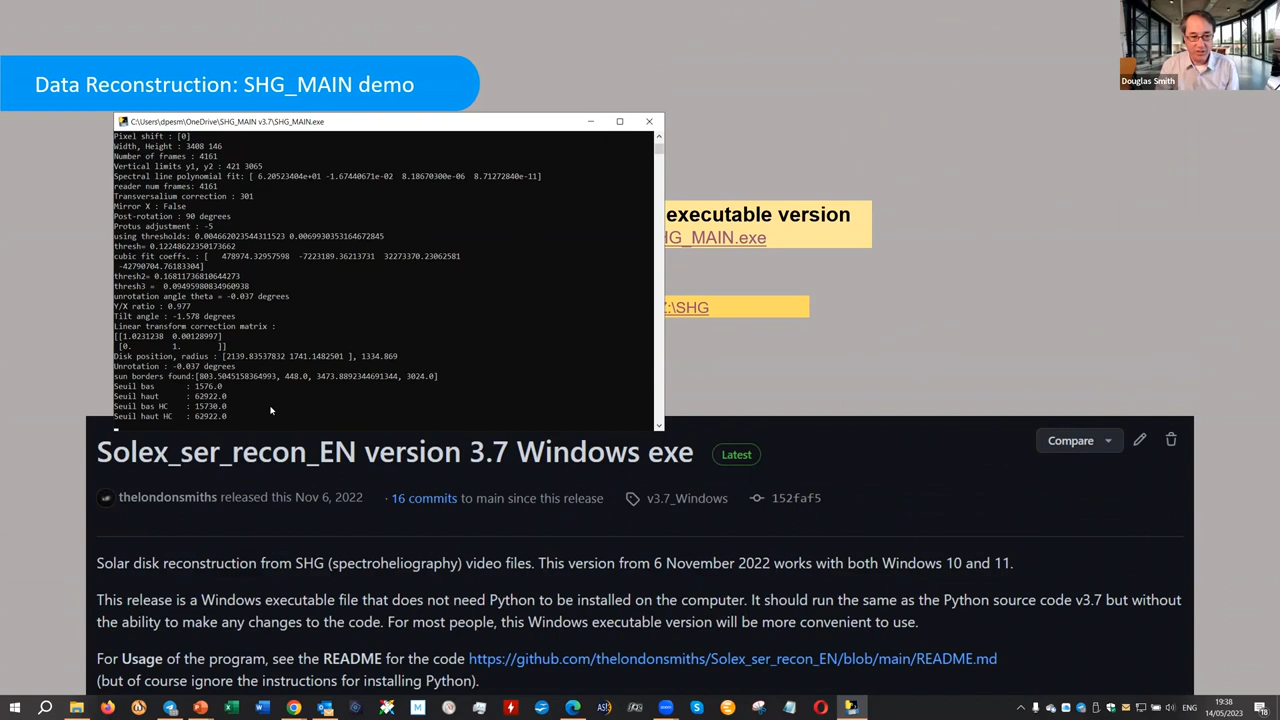 Douglas Smith
Data Reconstruction: SHG_MAIN demo
C:\Users\dpesm\OneDrive\SHG_MAIN v3.7\SHG_MAIN.exe
Pixel shift : [0]
Width, Height : 3408 146
Number of frames : 4161
Vertical limits y1, y2 : 421 3065
Spectral line polynomial fit: [ 6.20523404e+01 -1.67440671e-02 8.18670300e-06 8.71272840e-11]
reader num frames: 4161
Transversalium correction : 301
Mirror X : False
Post-rotation : 90 degrees
Protus adjustment : -5
using thresholds: 0.004662023544311523 0.0069930353164672845
thresh= 0.12248622350173662
cubic fit coeffs. : [ 478974.32957598 -7223189.36213731 32273370.23062581
-42790704.76183304]
thresh2= 0.16811736810644273
thresh3 = 0.09495980834960938
unrotation angle theta = -0.037 degrees
Y/X ratio : 0.977
Tilt angle : -1.578 degrees
Linear transform correction matrix :
[[1.0231238 0.00128997]
[0. 1. ]]
Disk position, radius : [2139.83537832 1741.1482501 ], 1334.869
Unrotation : -0.037 degrees
sun borders found:[803.5045158364993, 448.0, 3473.8892344691344, 3024.0]
Seuil bas : 1576.0
Seuil haut : 62922.0
Seuil bas HC : 15730.0
Seuil haut HC : 62922.0
executable version
HG_MAIN.exe
:\SHG
Solex_ser_recon_EN version 3.7 Windows exe Latest
Compare
thelondonsmiths released this Nov 6, 2022 · 16 commits to main since this release v3.7_Windows 152faf5
Solar disk reconstruction from SHG (spectroheliography) video files. This version from 6 November 2022 works with both Windows 10 and 11.
This release is a Windows executable file that does not need Python to be installed on the computer. It should run the same as the Python source code v3.7 but without
the ability to make any changes to the code. For most people, this Windows executable version will be more convenient to use.
For Usage of the program, see the README for the code https://github.com/thelondonsmiths/Solex_ser_recon_EN/blob/main/README.md
(but of course ignore the instructions for installing Python).
ENG
19:38
14/05/2023